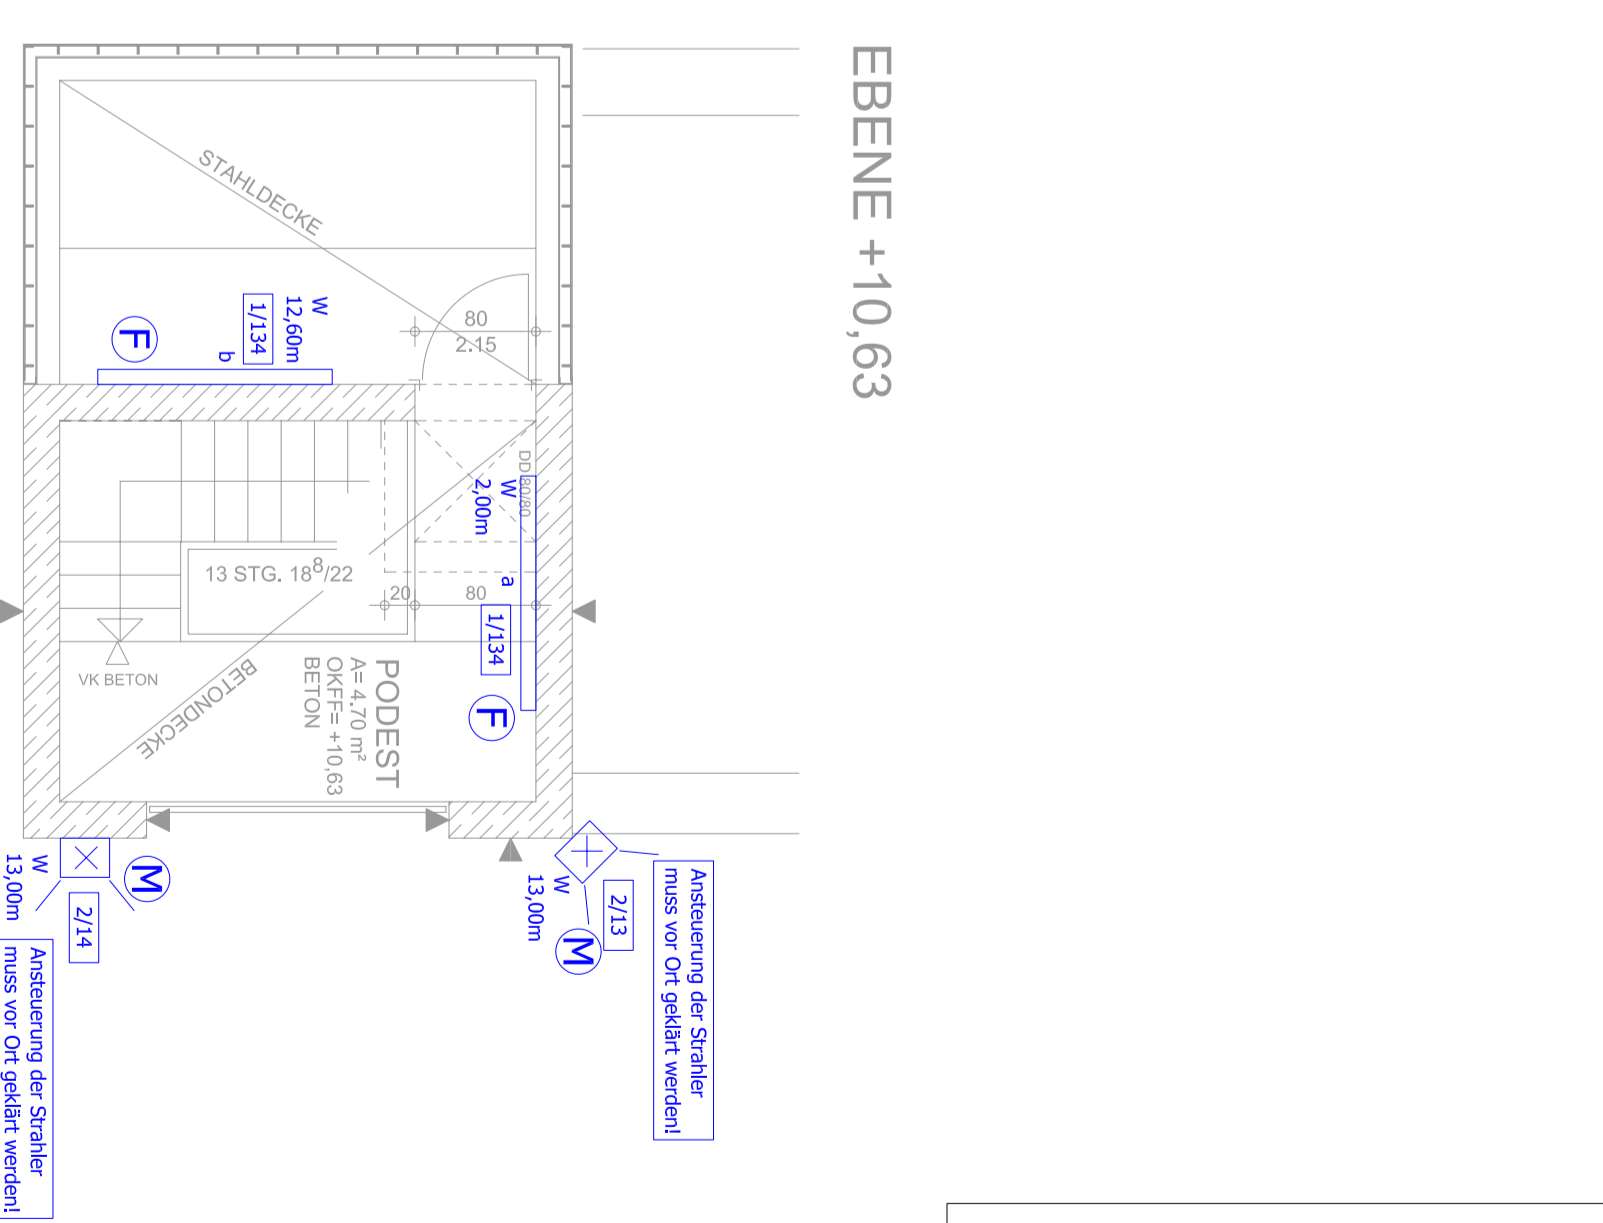 EBENE +10,63
STAHLDECKE
80
2.15
W
12,60m
1/134
b
F
DD 80/80
W
2,00m
a
1/134
F
13 STG. 18⁸/22
20
80
VK BETON
BETONDECKE
PODEST
A= 4.70 m²
OKFF= +10,63
BETON
Ansteuerung der Strahler
muss vor Ort geklärt werden!
2/13
W
13,00m
M
M
W
13,00m
2/14
Ansteuerung der Strahler
muss vor Ort geklärt werden!